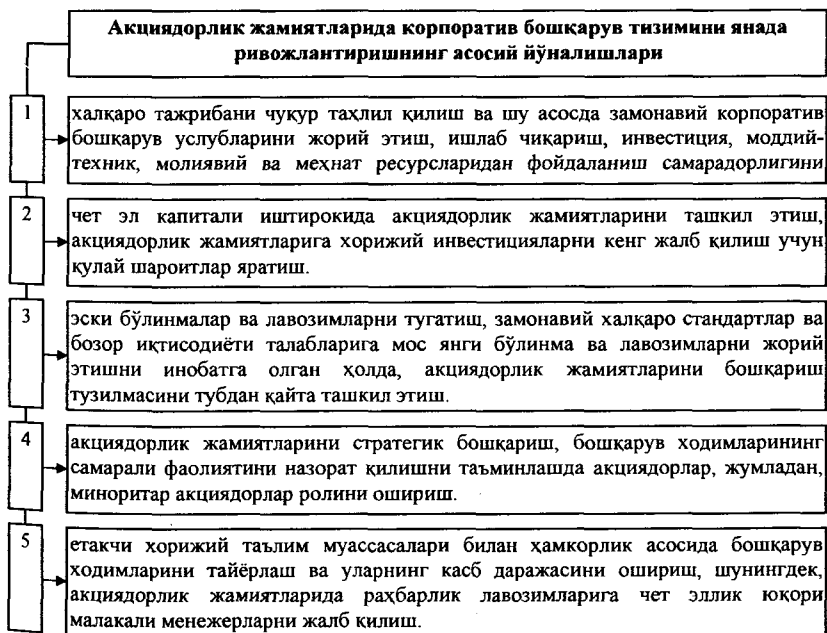 Акциядорлик жамиятларида корпоратив бошқарув тизимини янада
ривожлантиришнинг асосий йўналишлари
1
халқаро тажрибани чуқур таҳлил қилиш ва шу асосда замонавий корпоратив
бошқарув услубларини жорий этиш, ишлаб чиқариш, инвестиция, моддий-
техник, молиявий ва меҳнат ресурсларидан фойдаланиш самарадорлигини
2
чет эл капитали иштирокида акциядорлик жамиятларини ташкил этиш,
акциядорлик жамиятларига хорижий инвестицияларни кенг жалб қилиш учун
қулай шароитлар яратиш.
3
эски бўлинмалар ва лавозимларни тугатиш, замонавий халқаро стандартлар ва
бозор иқтисодиёти талабларига мос янги бўлинма ва лавозимларни жорий
этишни инобатга олган ҳолда, акциядорлик жамиятларини бошқариш
тузилмасини тубдан қайта ташкил этиш.
4
акциядорлик жамиятларини стратегик бошқариш, бошқарув ходимларининг
самарали фаолиятини назорат қилишни таъминлашда акциядорлар, жумладан,
миноритар акциядорлар ролини ошириш.
5
етакчи хорижий таълим муассасалари билан ҳамкорлик асосида бошқарув
ходимларини тайёрлаш ва уларнинг касб даражасини ошириш, шунингдек,
акциядорлик жамиятларида раҳбарлик лавозимларига чет эллик юқори
малакали менежерларни жалб қилиш.